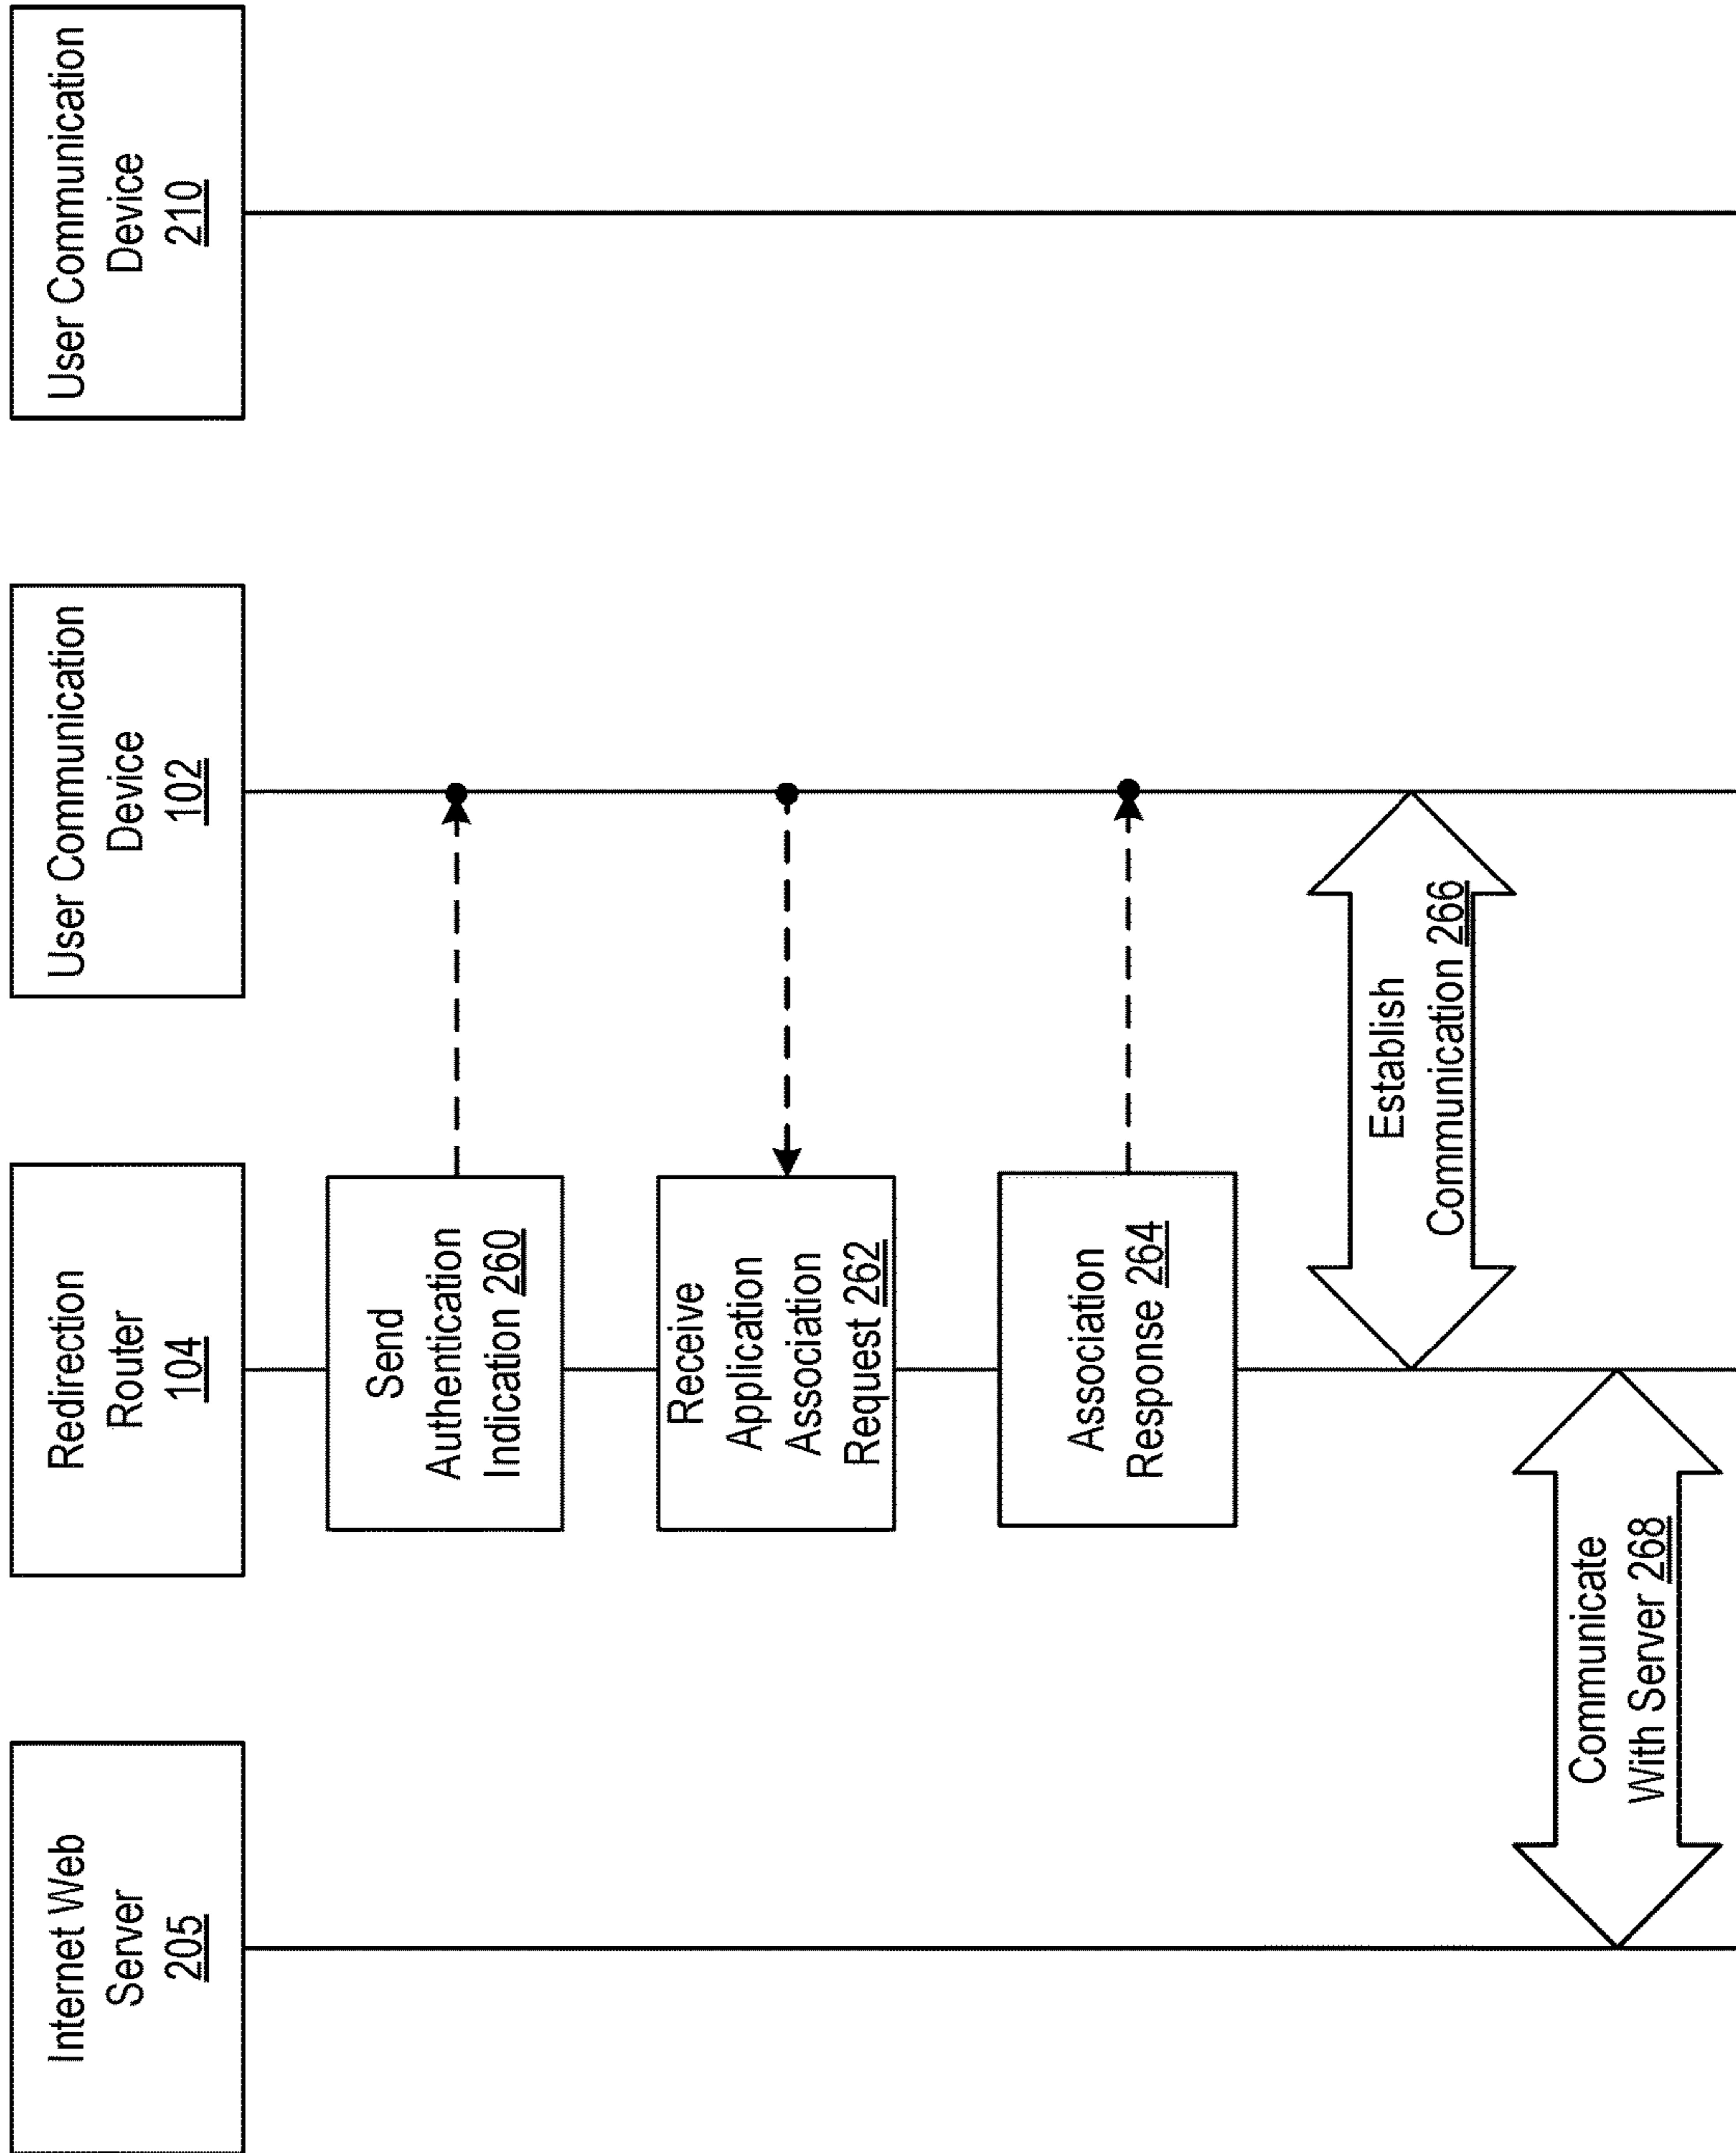 Internet Web
Server
205
Redirection
Router
104
User Communication
Device
102
User Communication
Device
210
Send
Authentication
Indication 260
Receive
Application
Association
Request 262
Association
Response 264
Establish
Communication 266
Communicate
With Server 268